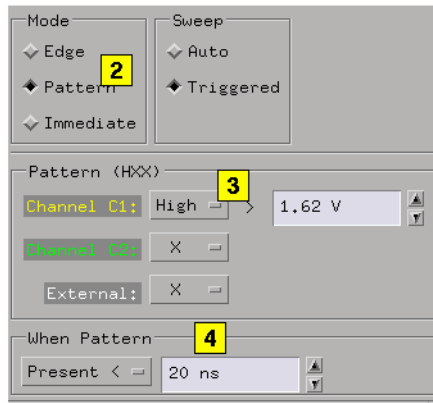 Mode Sweep
Edge Auto
2
Pattern Triggered
Immediate
Pattern (HXX)
3
Channel C1: High > 1.62 V
Channel C2: X
External: X
When Pattern 4
Present < 20 ns